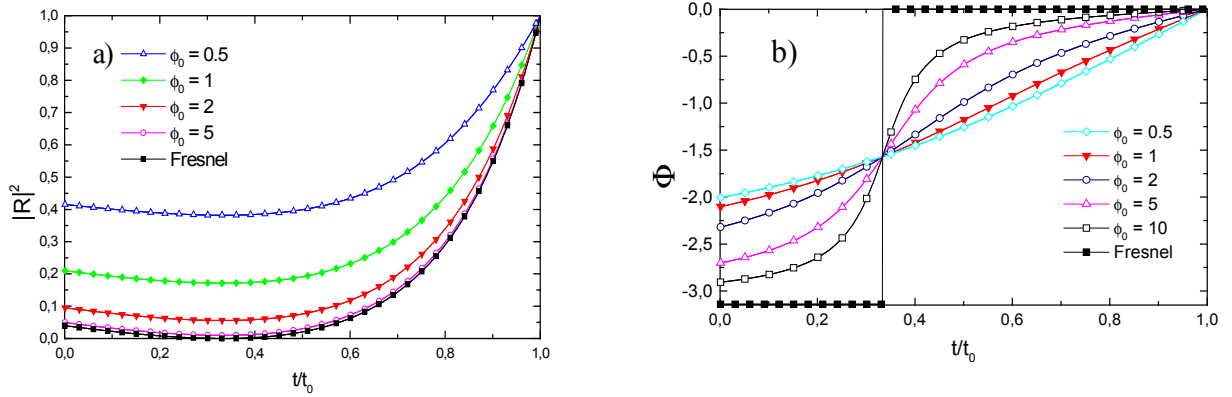 a)
1,0
0,9
0,8
0,7
0,6
0,5
0,4
0,3
0,2
0,1
0,0
|R|²
ϕ₀ = 0.5
ϕ₀ = 1
ϕ₀ = 2
ϕ₀ = 5
Fresnel
0,0 0,2 0,4 0,6 0,8 1,0
t/t₀
b)
0,0
-0,5
-1,0
-1,5
-2,0
-2,5
-3,0
Φ
ϕ₀ = 0.5
ϕ₀ = 1
ϕ₀ = 2
ϕ₀ = 5
ϕ₀ = 10
Fresnel
0,0 0,2 0,4 0,6 0,8 1,0
t/t₀